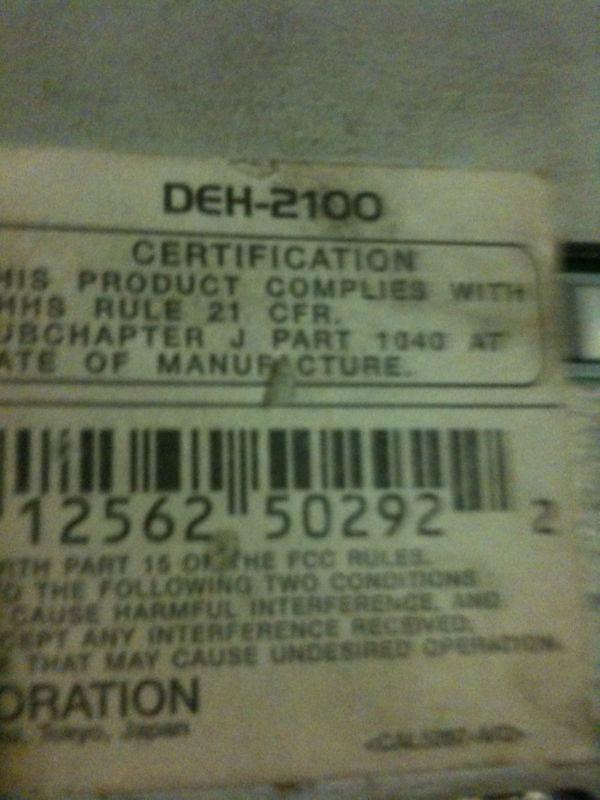 DEH-2100
CERTIFICATION
HIS PRODUCT COMPLIES WITH
HHS RULE 21 CFR.
UBCHAPTER J PART 1040 AT
ATE OF MANUFACTURE.
12562 50292 2
ITH PART 15 OF THE FCC RULES.
O THE FOLLOWING TWO CONDITIONS
CAUSE HARMFUL INTERFERENCE, AND
CEPT ANY INTERFERENCE RECEIVED,
E THAT MAY CAUSE UNDESIRED OPERATION.
ORATION
Tokyo, Japan